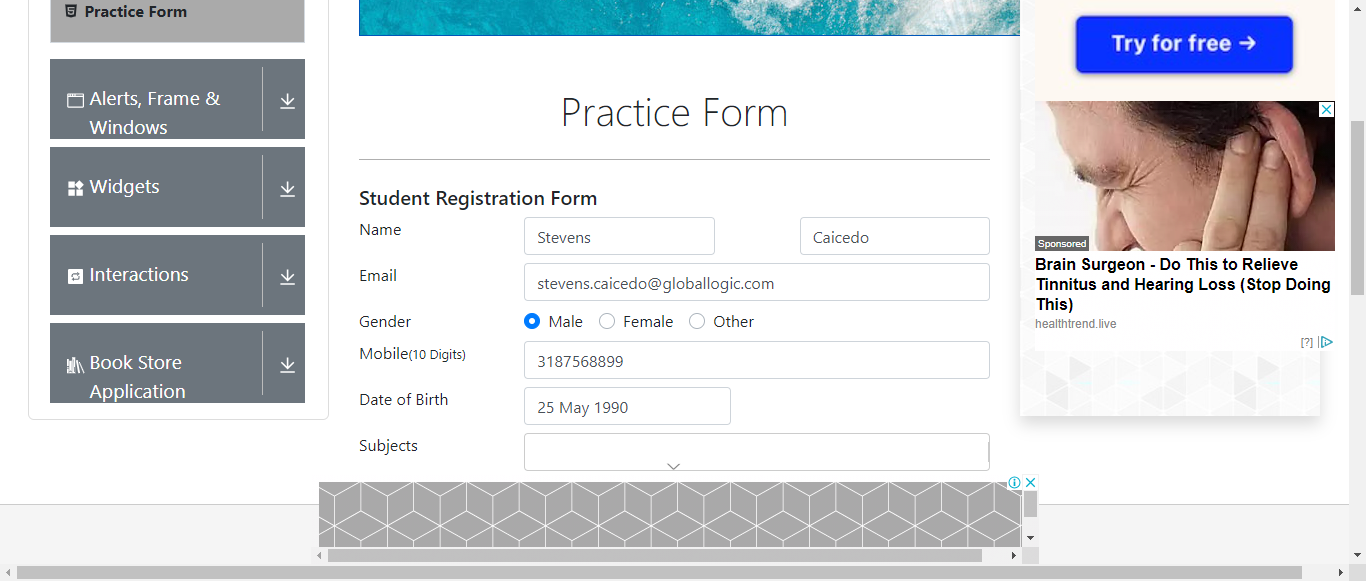 Practice Form
Alerts, Frame &
Windows
Widgets
Interactions
Book Store
Application
Practice Form
Student Registration Form
Name
Stevens
Caicedo
Email
stevens.caicedo@globallogic.com
Gender
Male
Female
Other
Mobile(10 Digits)
3187568899
Date of Birth
25 May 1990
Subjects
Try for free →
Sponsored
Brain Surgeon - Do This to Relieve
Tinnitus and Hearing Loss (Stop Doing
This)
healthtrend.live
[?]